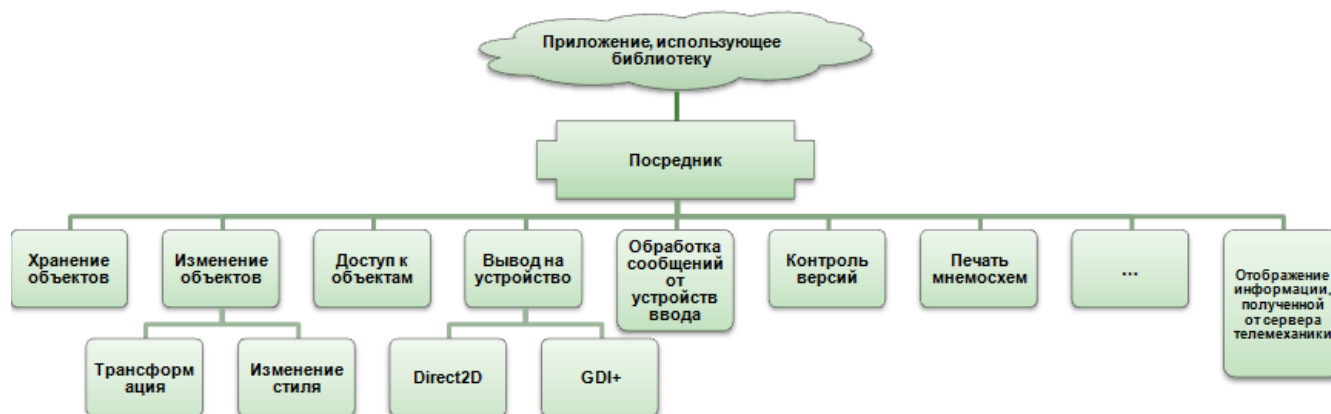 Приложение, использующее
библиотеку
Посредник
Хранение
объектов
Изменение
объектов
Доступ к
объектам
Вывод на
устройство
Обработка
сообщений
от
устройств
ввода
Контроль
версий
Печать
мнемосхем
...
Отображение
информации,
полученной
от сервера
телемеханики
Трансформ
ация
Изменение
стиля
Direct2D
GDI+